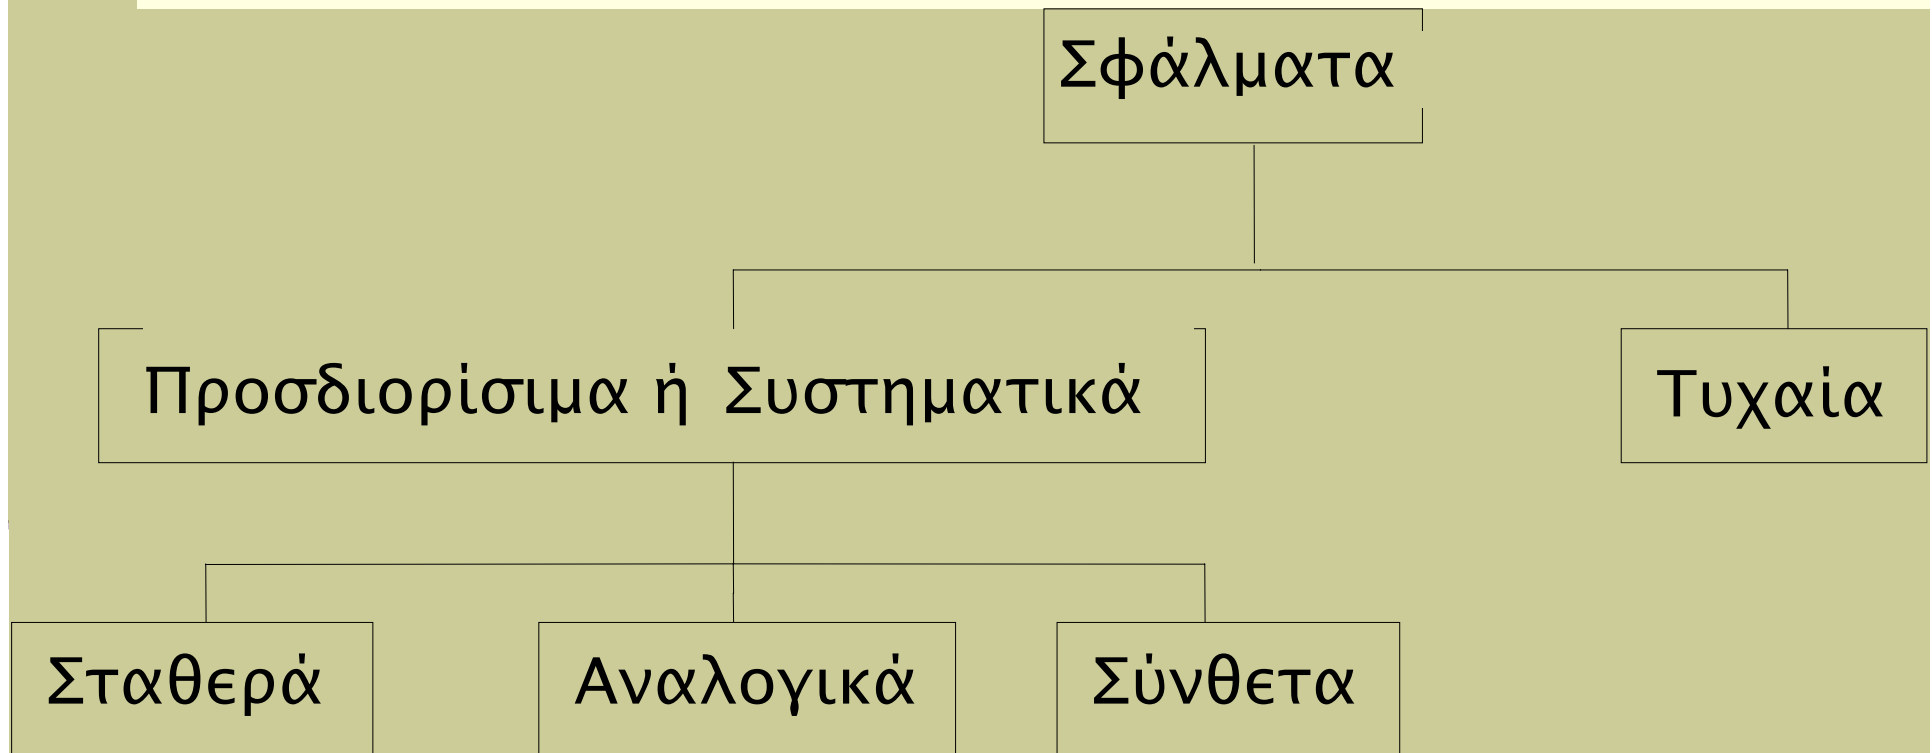 Σφάλματα
Προσδιορίσιμα ή Συστηματικά
Τυχαία
Σταθερά
Αναλογικά
Σύνθετα